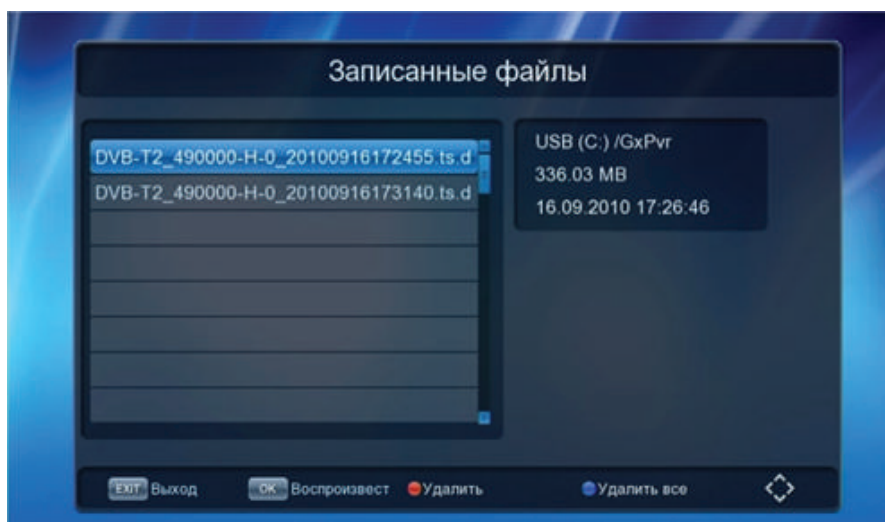 Записанные файлы
DVB-T2_490000-H-0_20100916172455.ts.d
DVB-T2_490000-H-0_20100916173140.ts.d
USB (C:) /GxPvr
336.03 MB
16.09.2010 17:26:46
EXIT Выход OK Воспроизвест Удалить Удалить все